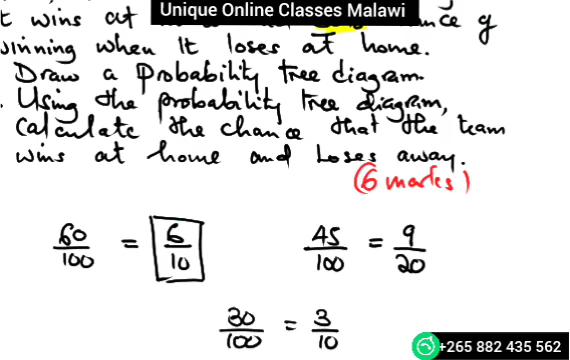 Unique Online Classes Malawi
t wins at
winning when It loses at home.
Draw a Probability tree diagram.
. Using the probability tree diagram,
Calculate the chance that the team
wins at home and Loses away.
(6 marks)
60/100 = 6/10
45/100 = 9/20
30/100 = 3/10
+265 882 435 562